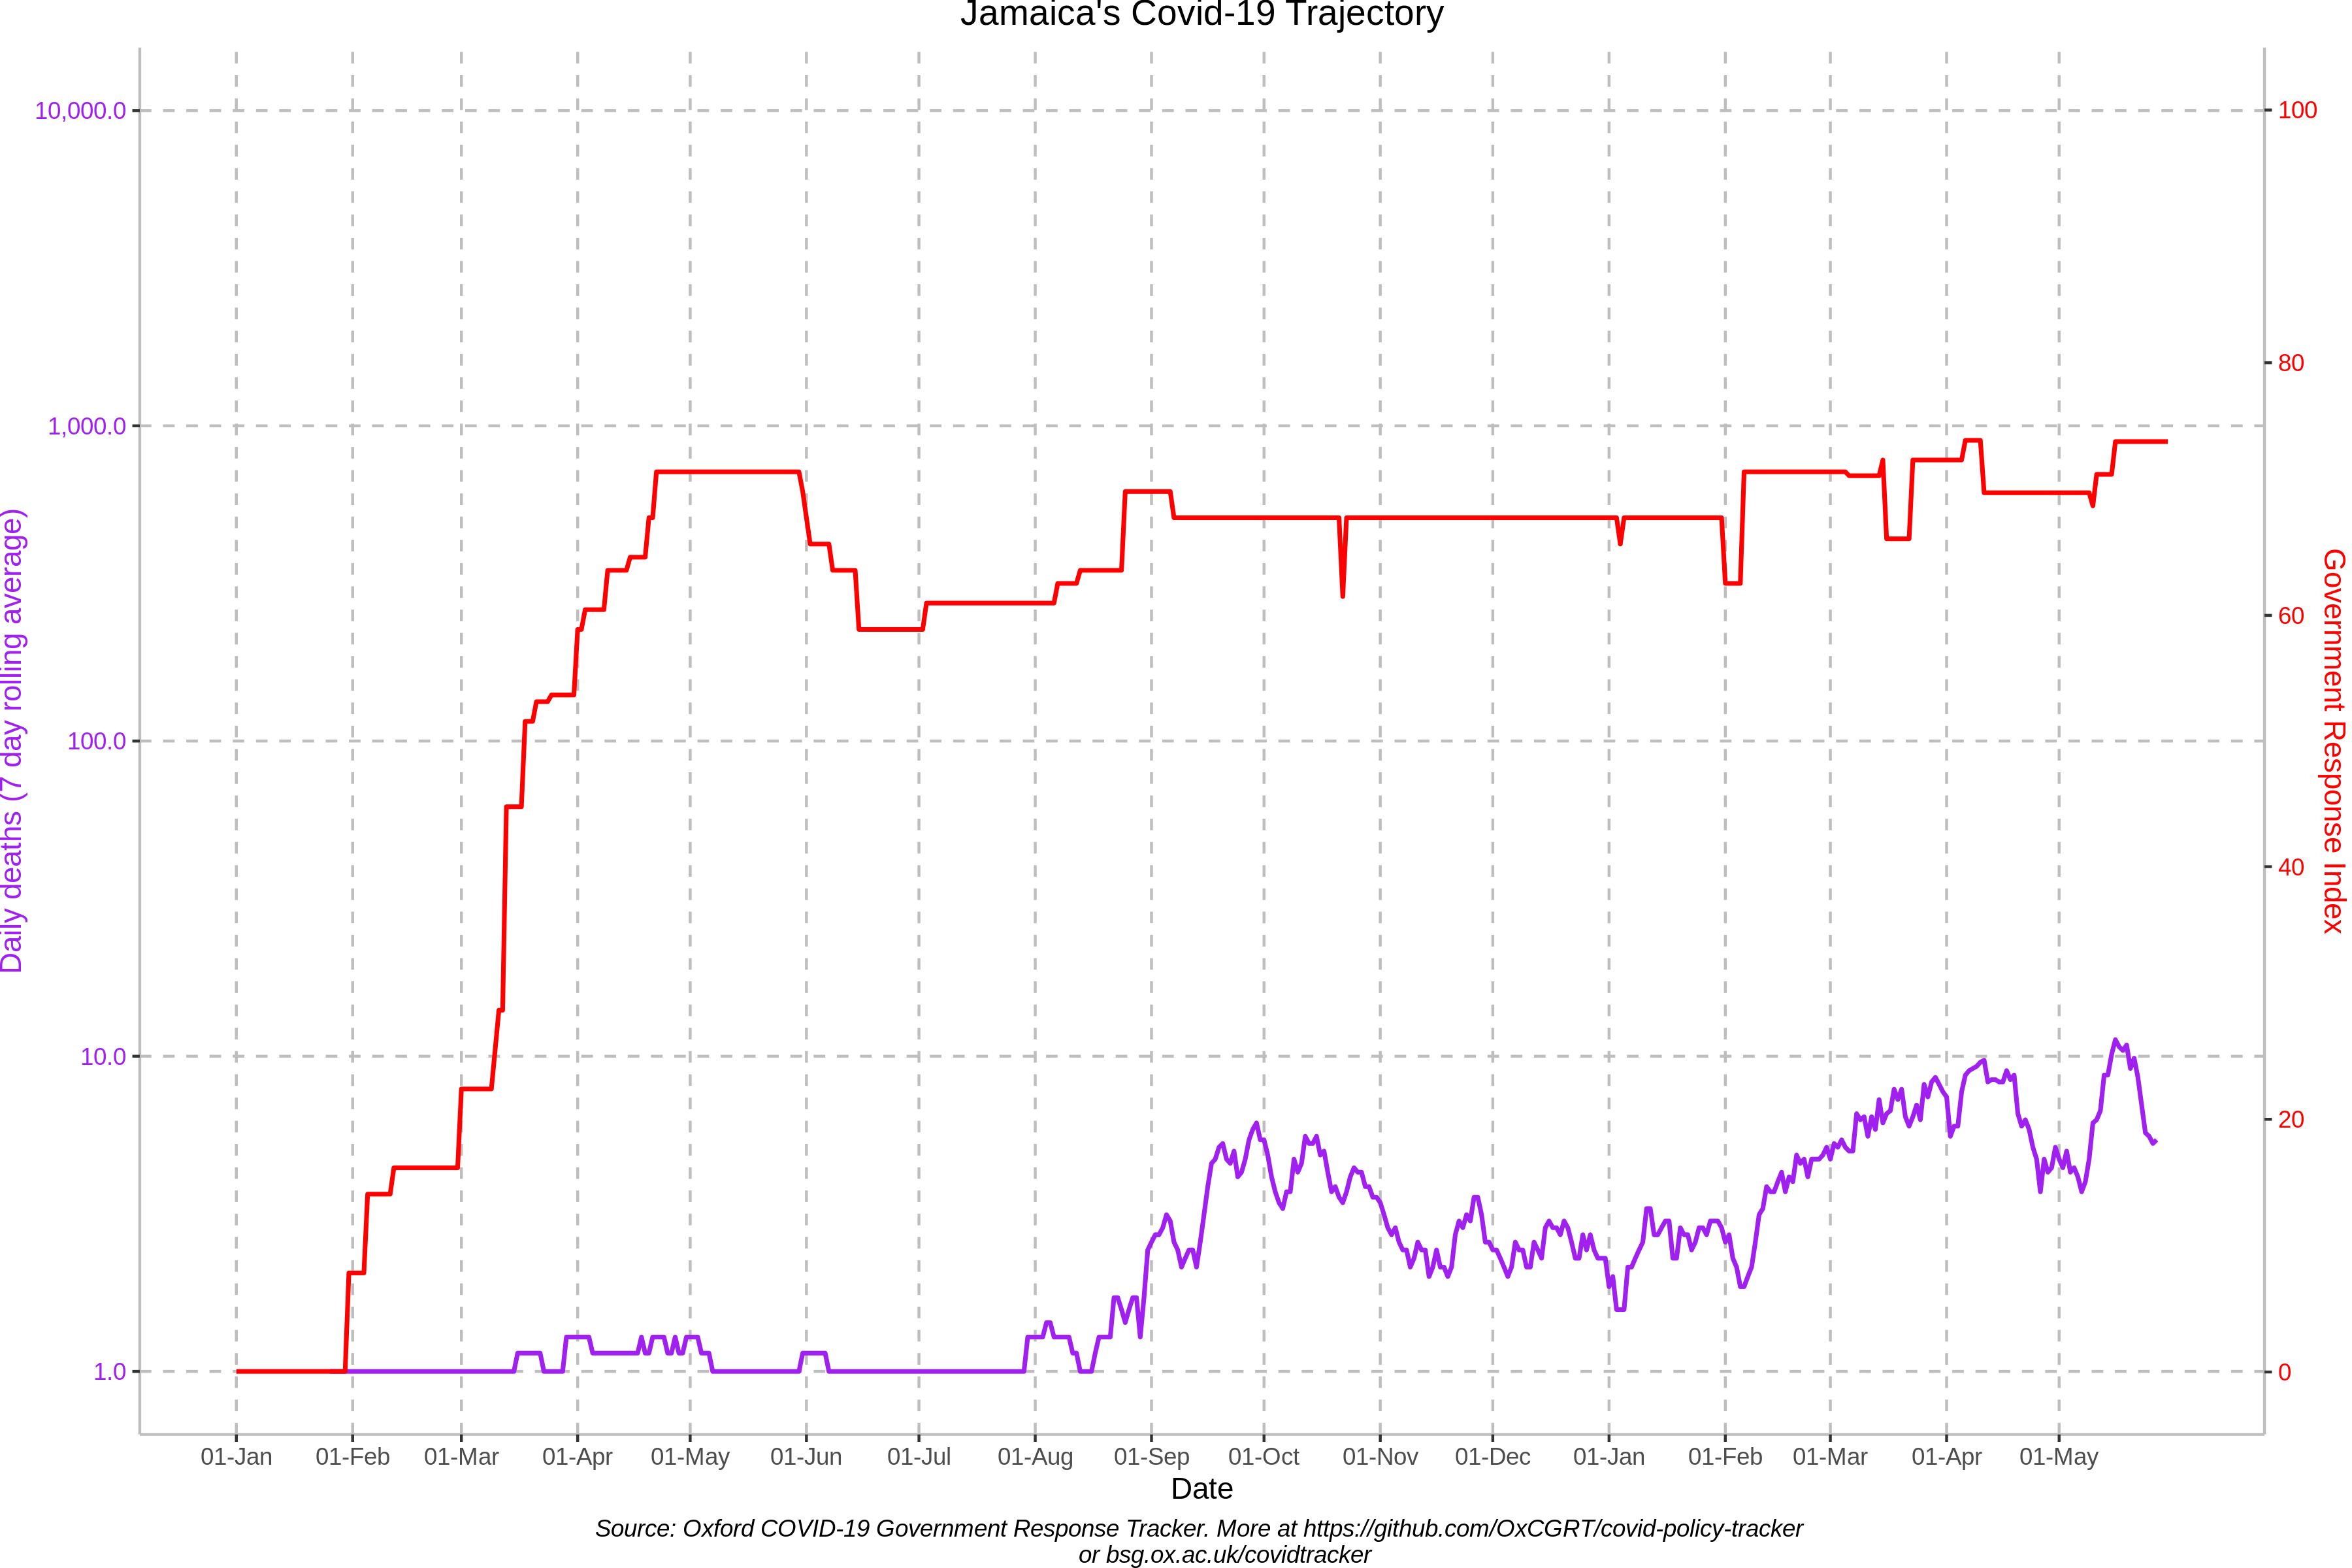 Jamaica's Covid-19 Trajectory
10,000.0
1,000.0
100.0
10.0
1.0
Daily deaths (7 day rolling average)
100
80
60
40
20
0
Government Response Index
01-Jan 01-Feb 01-Mar 01-Apr 01-May 01-Jun 01-Jul 01-Aug 01-Sep 01-Oct 01-Nov 01-Dec 01-Jan 01-Feb 01-Mar 01-Apr 01-May
Date
Source: Oxford COVID-19 Government Response Tracker. More at https://github.com/OxCGRT/covid-policy-tracker
or bsg.ox.ac.uk/covidtracker